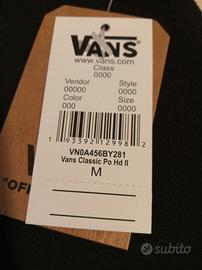 VANS
www.vans.com
Class
0000
Vendor Style
00000 0000
Color Size
000 0000
1 93392 12998 2
VN0A456BY281
Vans Classic Po Hd II
M
"OF
subito